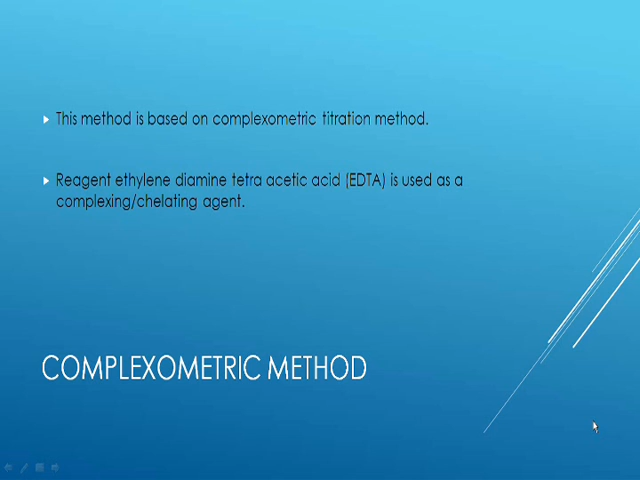 This method is based on complexometric titration method.
Reagent ethylene diamine tetra acetic acid (EDTA) is used as a
complexing/chelating agent.
COMPLEXOMETRIC METHOD